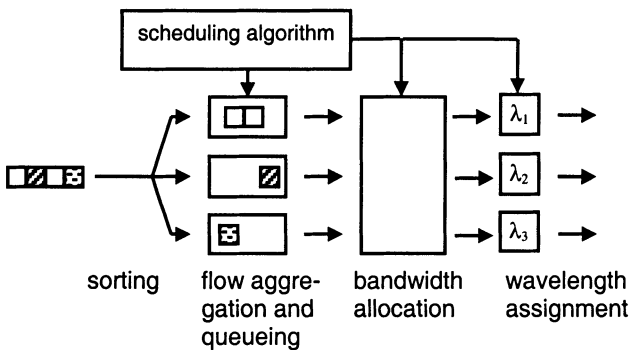 scheduling algorithm
λ1
λ2
λ3
sorting
flow aggre-
gation and
queueing
bandwidth
allocation
wavelength
assignment